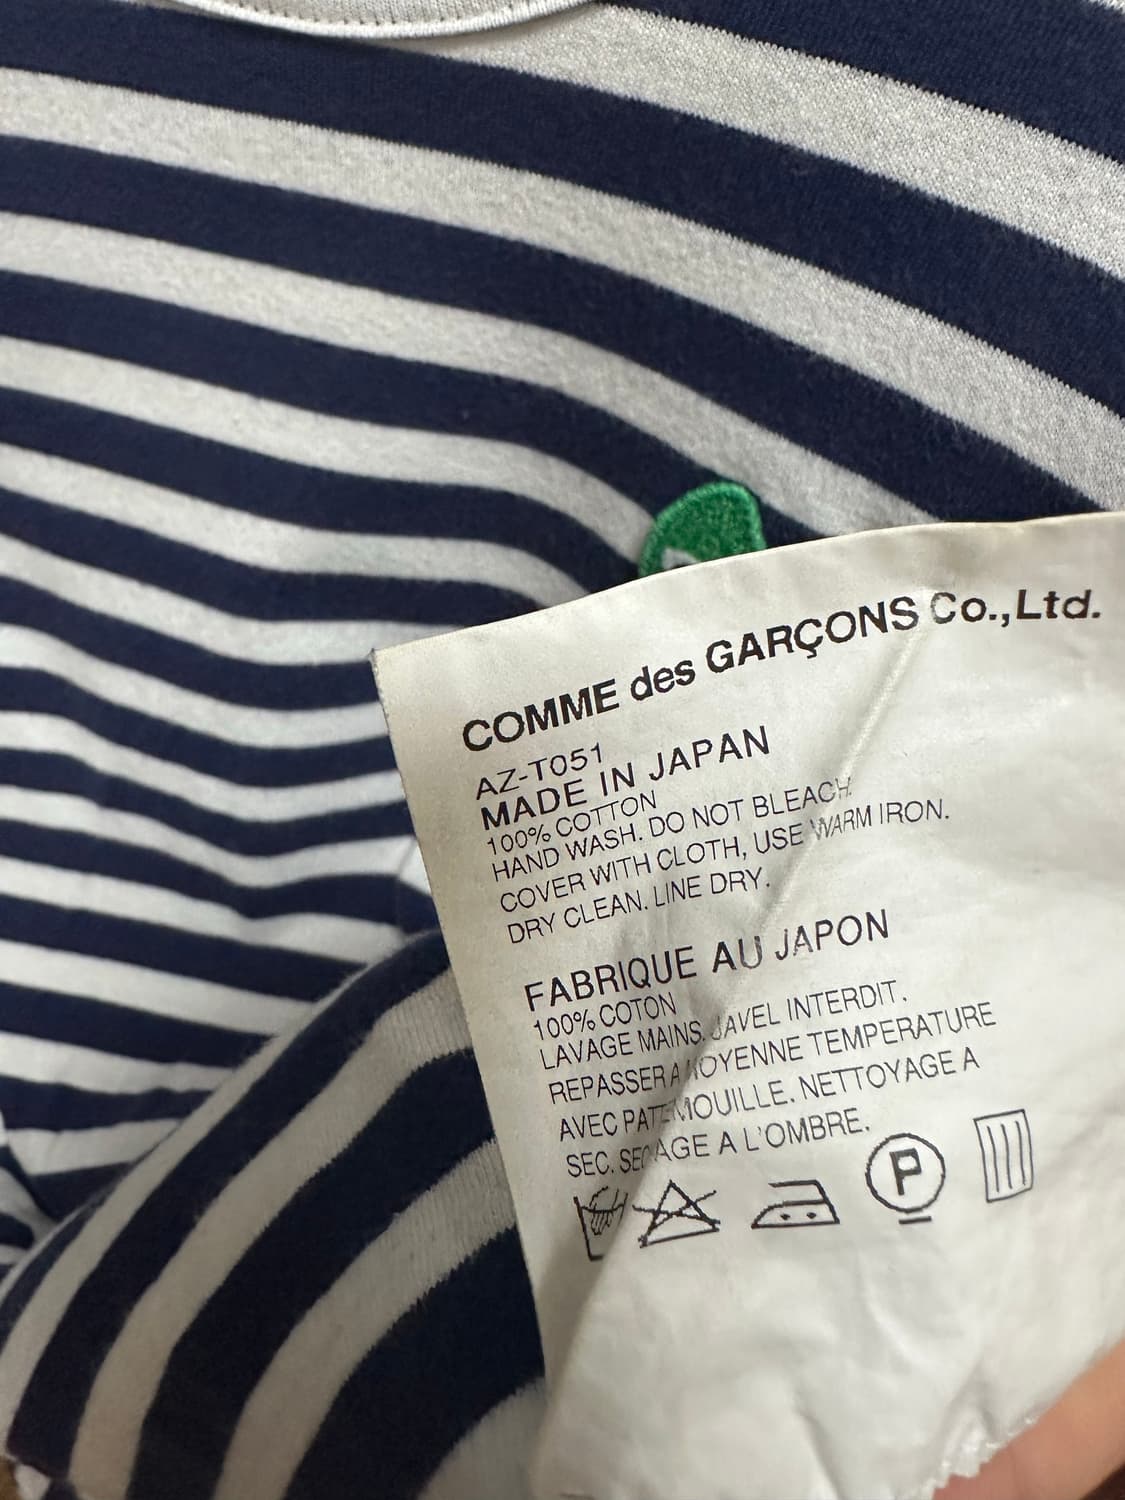 COMME des GARÇONS Co.,Ltd.
AZ-T051
MADE IN JAPAN
100% COTTON
HAND WASH. DO NOT BLEACH.
COVER WITH CLOTH, USE WARM IRON.
DRY CLEAN. LINE DRY.
FABRIQUE AU JAPON
100% COTON
LAVAGE MAINS. JAVEL INTERDIT.
REPASSER A MOYENNE TEMPERATURE
AVEC PATTEMOUILLE. NETTOYAGE A
SEC. SECAGE A L'OMBRE.
P